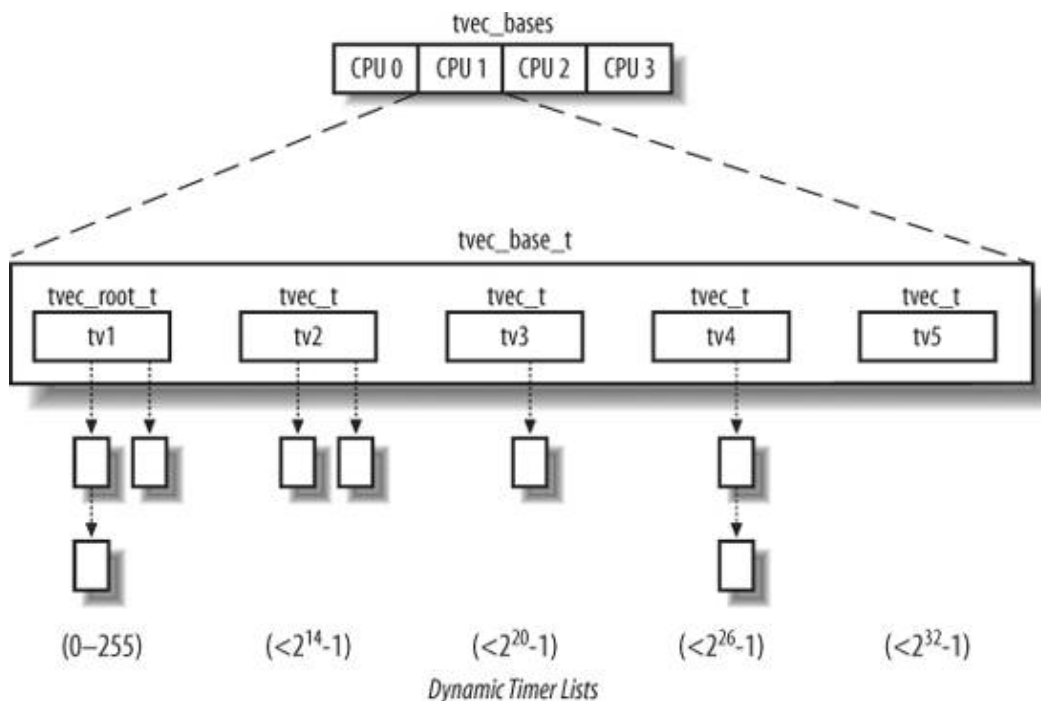 tvec_bases
CPU 0 CPU 1 CPU 2 CPU 3
tvec_base_t
tvec_root_t tvec_t tvec_t tvec_t tvec_t
tv1 tv2 tv3 tv4 tv5
(0–255) (<2¹⁴-1) (<2²⁰-1) (<2²⁶-1) (<2³²-1)
Dynamic Timer Lists